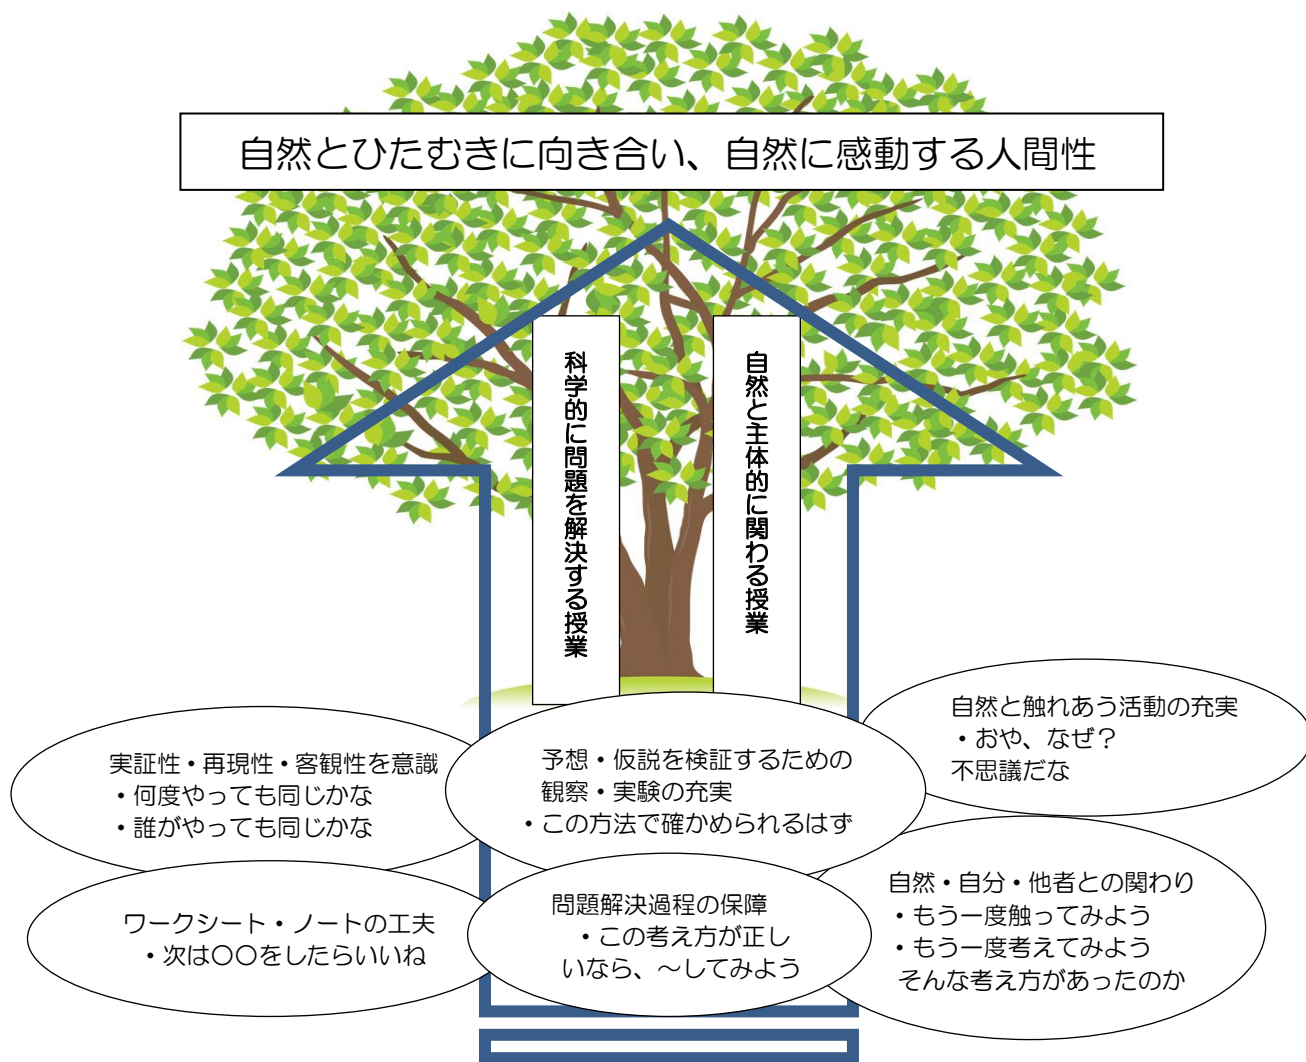 自然とひたむきに向き合い、自然に感動する人間性
科学的に問題を解決する授業
自然と主体的に関わる授業
自然と触れあう活動の充実
・おや、なぜ？
不思議だな
実証性・再現性・客観性を意識
・何度やっても同じかな
・誰がやっても同じかな
予想・仮説を検証するための
観察・実験の充実
・この方法で確かめられるはず
ワークシート・ノートの工夫
・次は〇〇をしたらいいね
問題解決過程の保障
・この考え方が正し
いなら、～してみよう
自然・自分・他者との関わり
・もう一度触ってみよう
・もう一度考えてみよう
そんな考え方があったのか